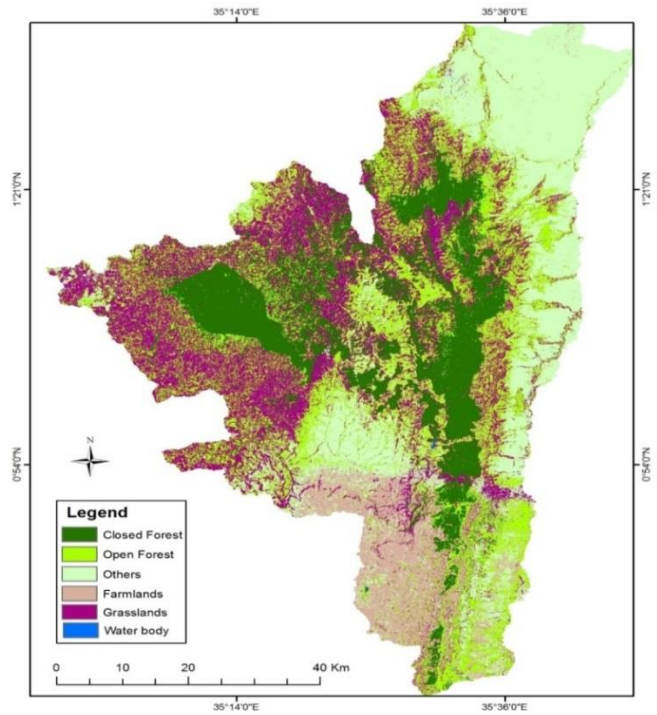 35°14'0"E 35°36'0"E
1°21'0"N 1°21'0"N
0°54'0"N 0°54'0"N
N
Legend
Closed Forest
Open Forest
Others
Farmlands
Grasslands
Water body
0 10 20 40 Km
35°14'0"E 35°36'0"E